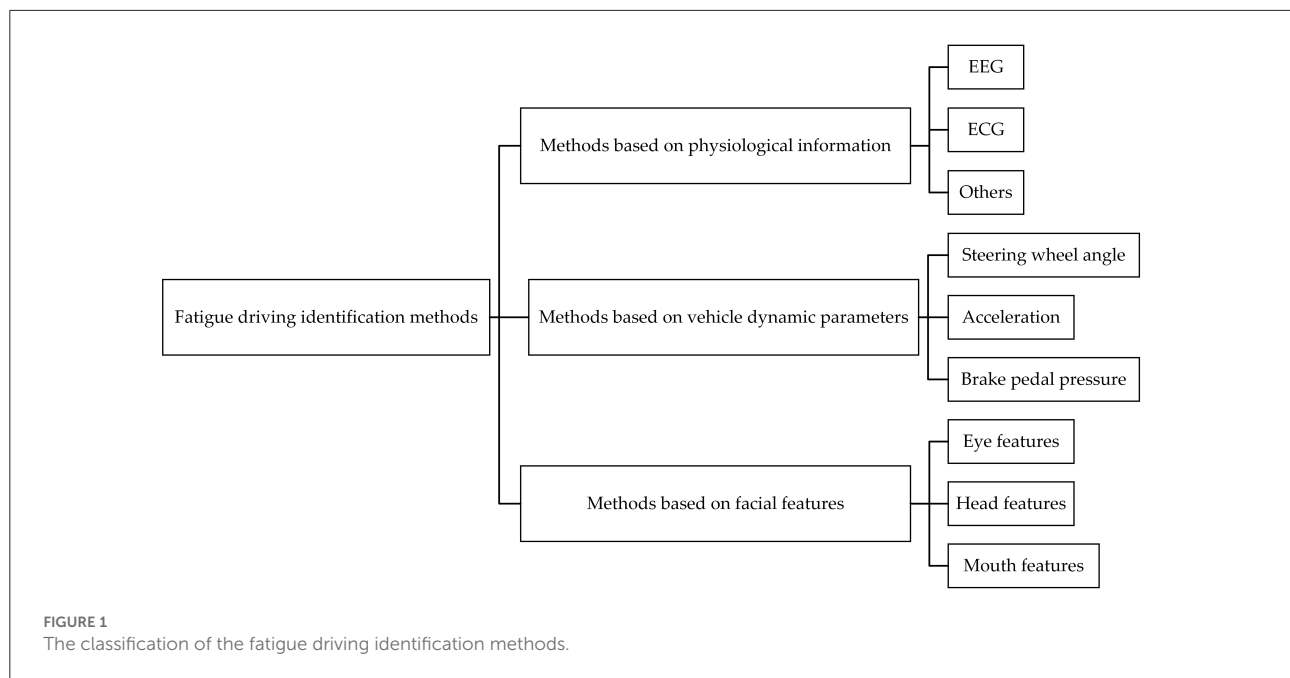 EEG
Methods based on physiological information
ECG
Others
Steering wheel angle
Fatigue driving identification methods
Methods based on vehicle dynamic parameters
Acceleration
Brake pedal pressure
Eye features
Methods based on facial features
Head features
Mouth features
FIGURE 1
The classification of the fatigue driving identification methods.